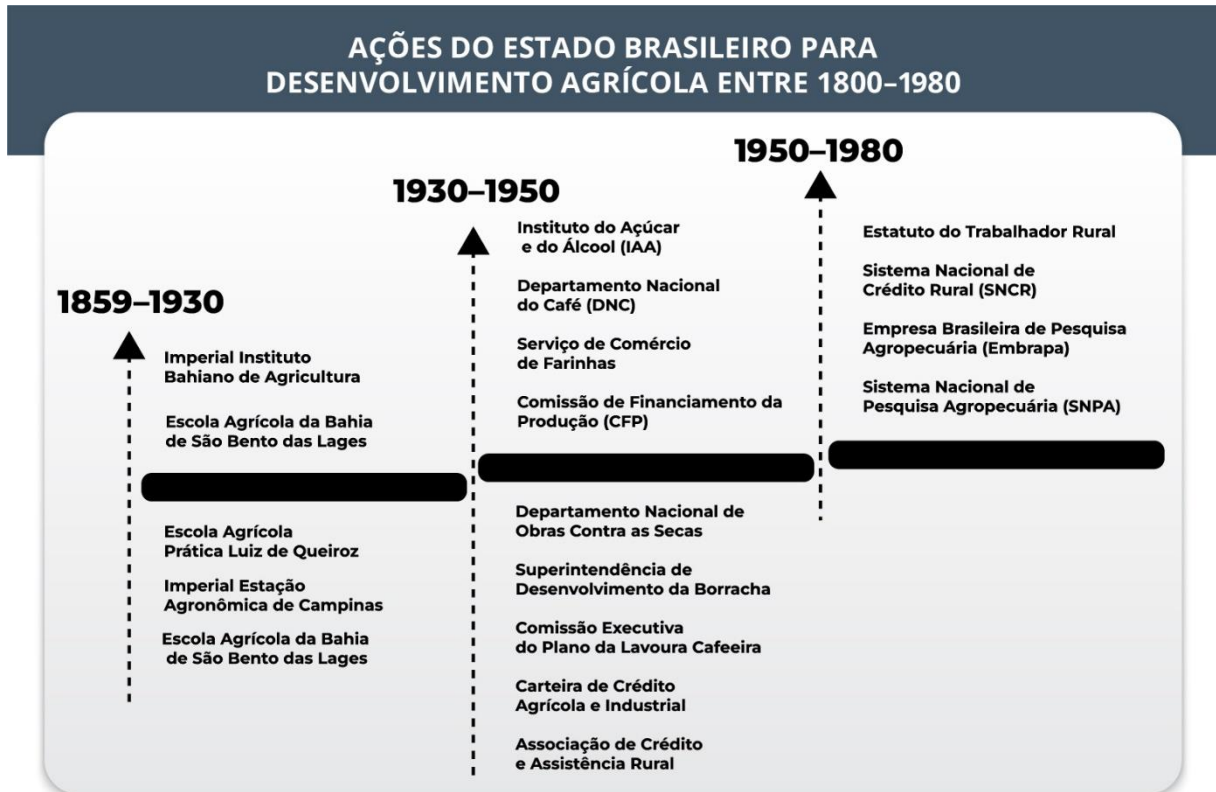 AÇÕES DO ESTADO BRASILEIRO PARA
DESENVOLVIMENTO AGRÍCOLA ENTRE 1800–1980
1859–1930
Imperial Instituto
Bahiano de Agricultura
Escola Agrícola da Bahia
de São Bento das Lages
Escola Agrícola
Prática Luiz de Queiroz
Imperial Estação
Agronômica de Campinas
Escola Agrícola da Bahia
de São Bento das Lages
1930–1950
Instituto do Açúcar
e do Álcool (IAA)
Departamento Nacional
do Café (DNC)
Serviço de Comércio
de Farinhas
Comissão de Financiamento da
Produção (CFP)
Departamento Nacional de
Obras Contra as Secas
Superintendência de
Desenvolvimento da Borracha
Comissão Executiva
do Plano da Lavoura Cafeeira
Carteira de Crédito
Agrícola e Industrial
Associação de Crédito
e Assistência Rural
1950–1980
Estatuto do Trabalhador Rural
Sistema Nacional de
Crédito Rural (SNCR)
Empresa Brasileira de Pesquisa
Agropecuária (Embrapa)
Sistema Nacional de
Pesquisa Agropecuária (SNPA)